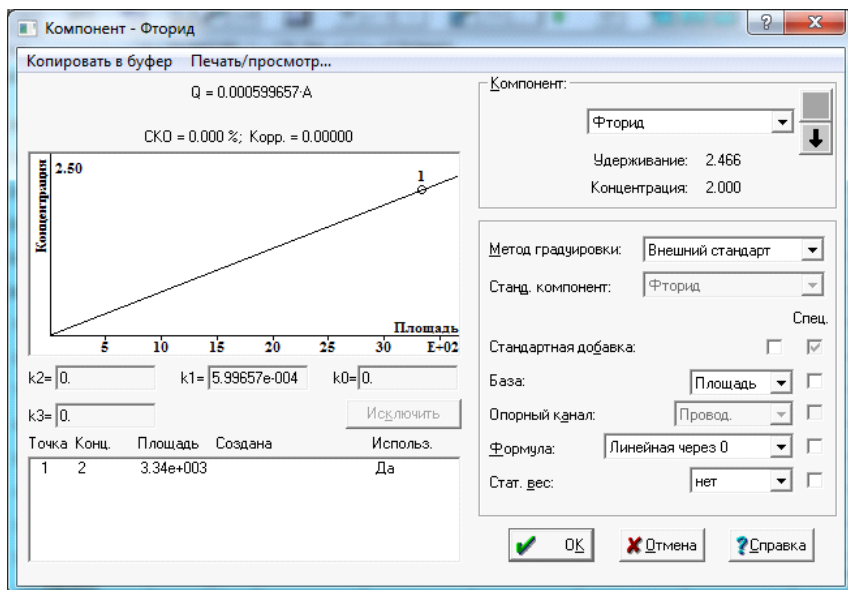 Компонент - Фторид
Копировать в буфер Печать/просмотр...
Q = 0.000599657·A
СКО = 0.000 %; Корр. = 0.00000
Концентрация
2.50
1
Площадь
5 10 15 20 25 30 E+02
k2= 0. k1= 5.99657e-004 k0= 0.
k3= 0. Исключить
Точка Конц. Площадь Создана Использ.
1 2 3.34e+003 Да
Компонент:
Фторид
Удерживание: 2.466
Концентрация: 2.000
Метод градуировки: Внешний стандарт
Станд. компонент: Фторид
Спец.
Стандартная добавка:
База: Площадь
Опорный канал: Провод.
Формула: Линейная через 0
Стат. вес: нет
OK Отмена Справка